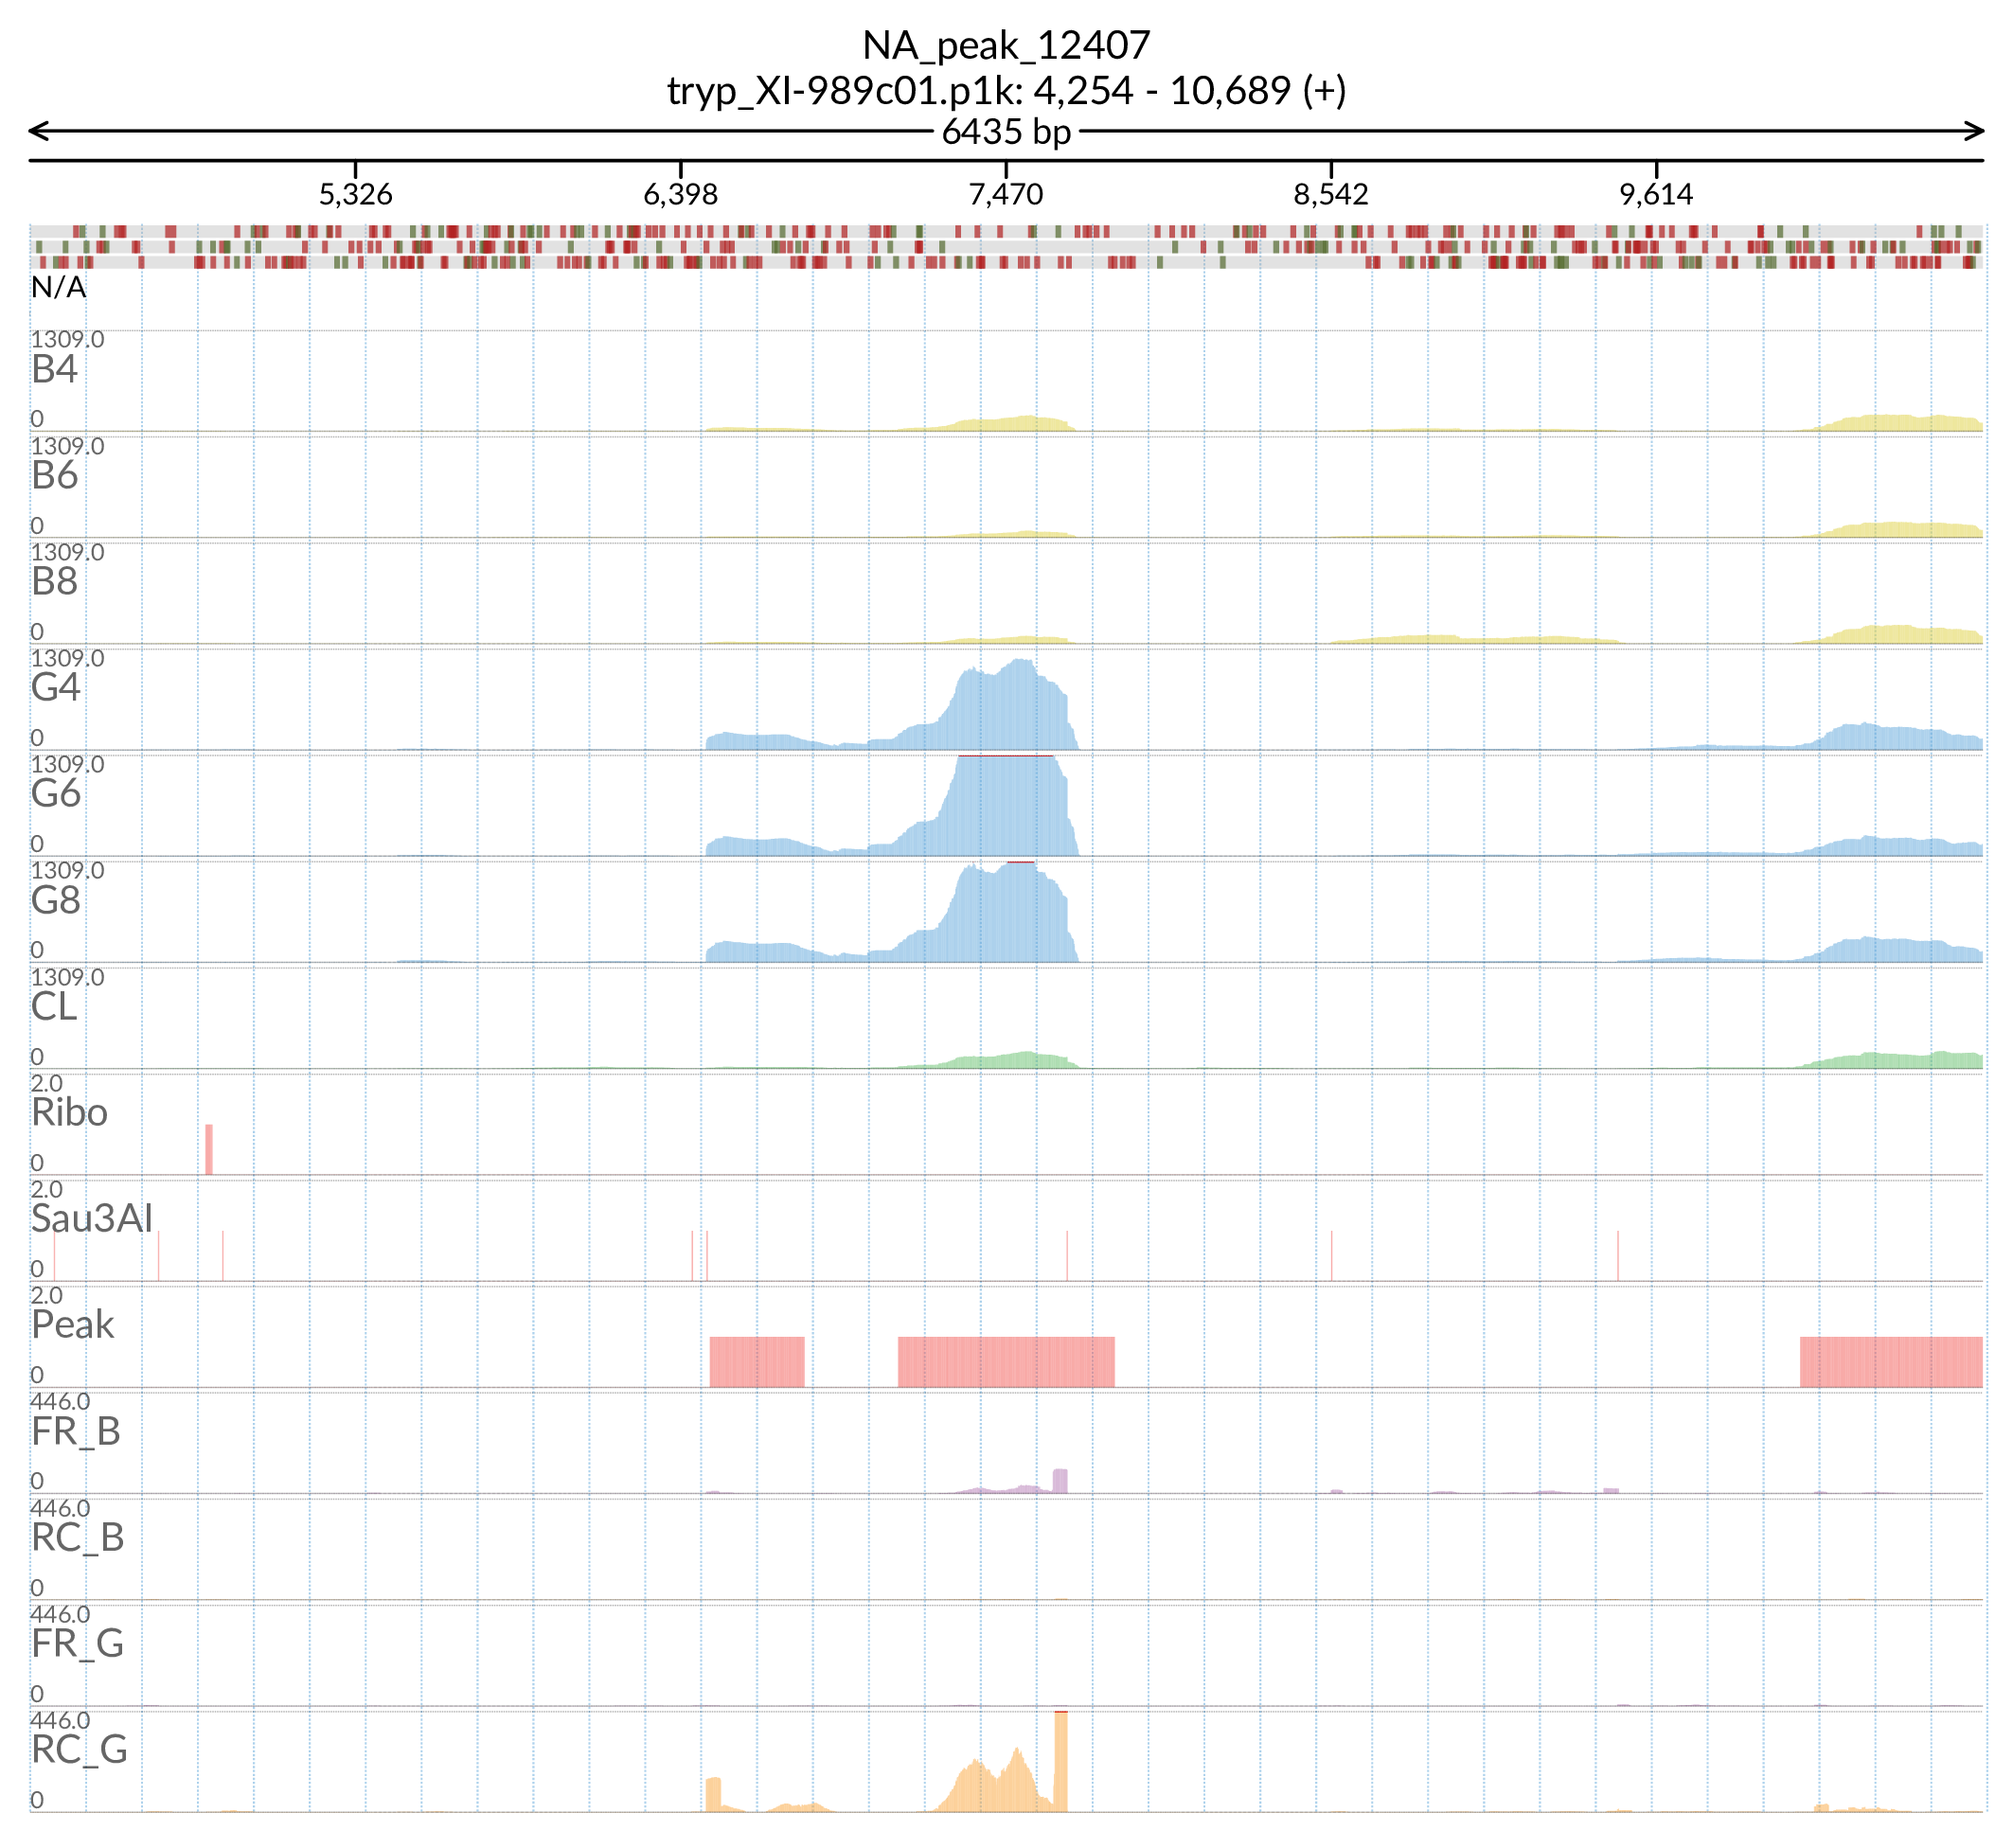 NA_peak_12407
tryp_XI-989c01.p1k: 4,254 - 10,689 (+)
6435 bp
5,326 6,398 7,470 8,542 9,614
N/A
1309.0
B4
0
1309.0
B6
0
1309.0
B8
0
1309.0
G4
0
1309.0
G6
0
1309.0
G8
0
1309.0
CL
0
2.0
Ribo
0
2.0
Sau3AI
0
2.0
Peak
0
446.0
FR_B
0
446.0
RC_B
0
446.0
FR_G
0
446.0
RC_G
0